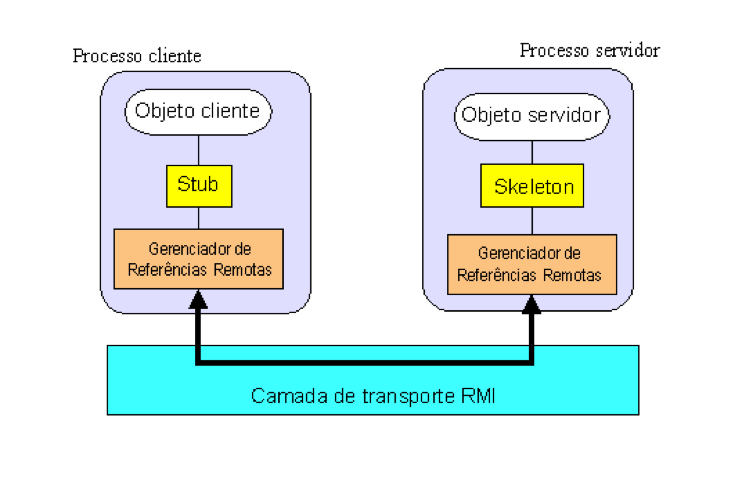 Processo cliente
Processo servidor
Objeto cliente
Objeto servidor
Stub
Skeleton
Gerenciador de
Referências Remotas
Gerenciador de
Referências Remotas
Camada de transporte RMI